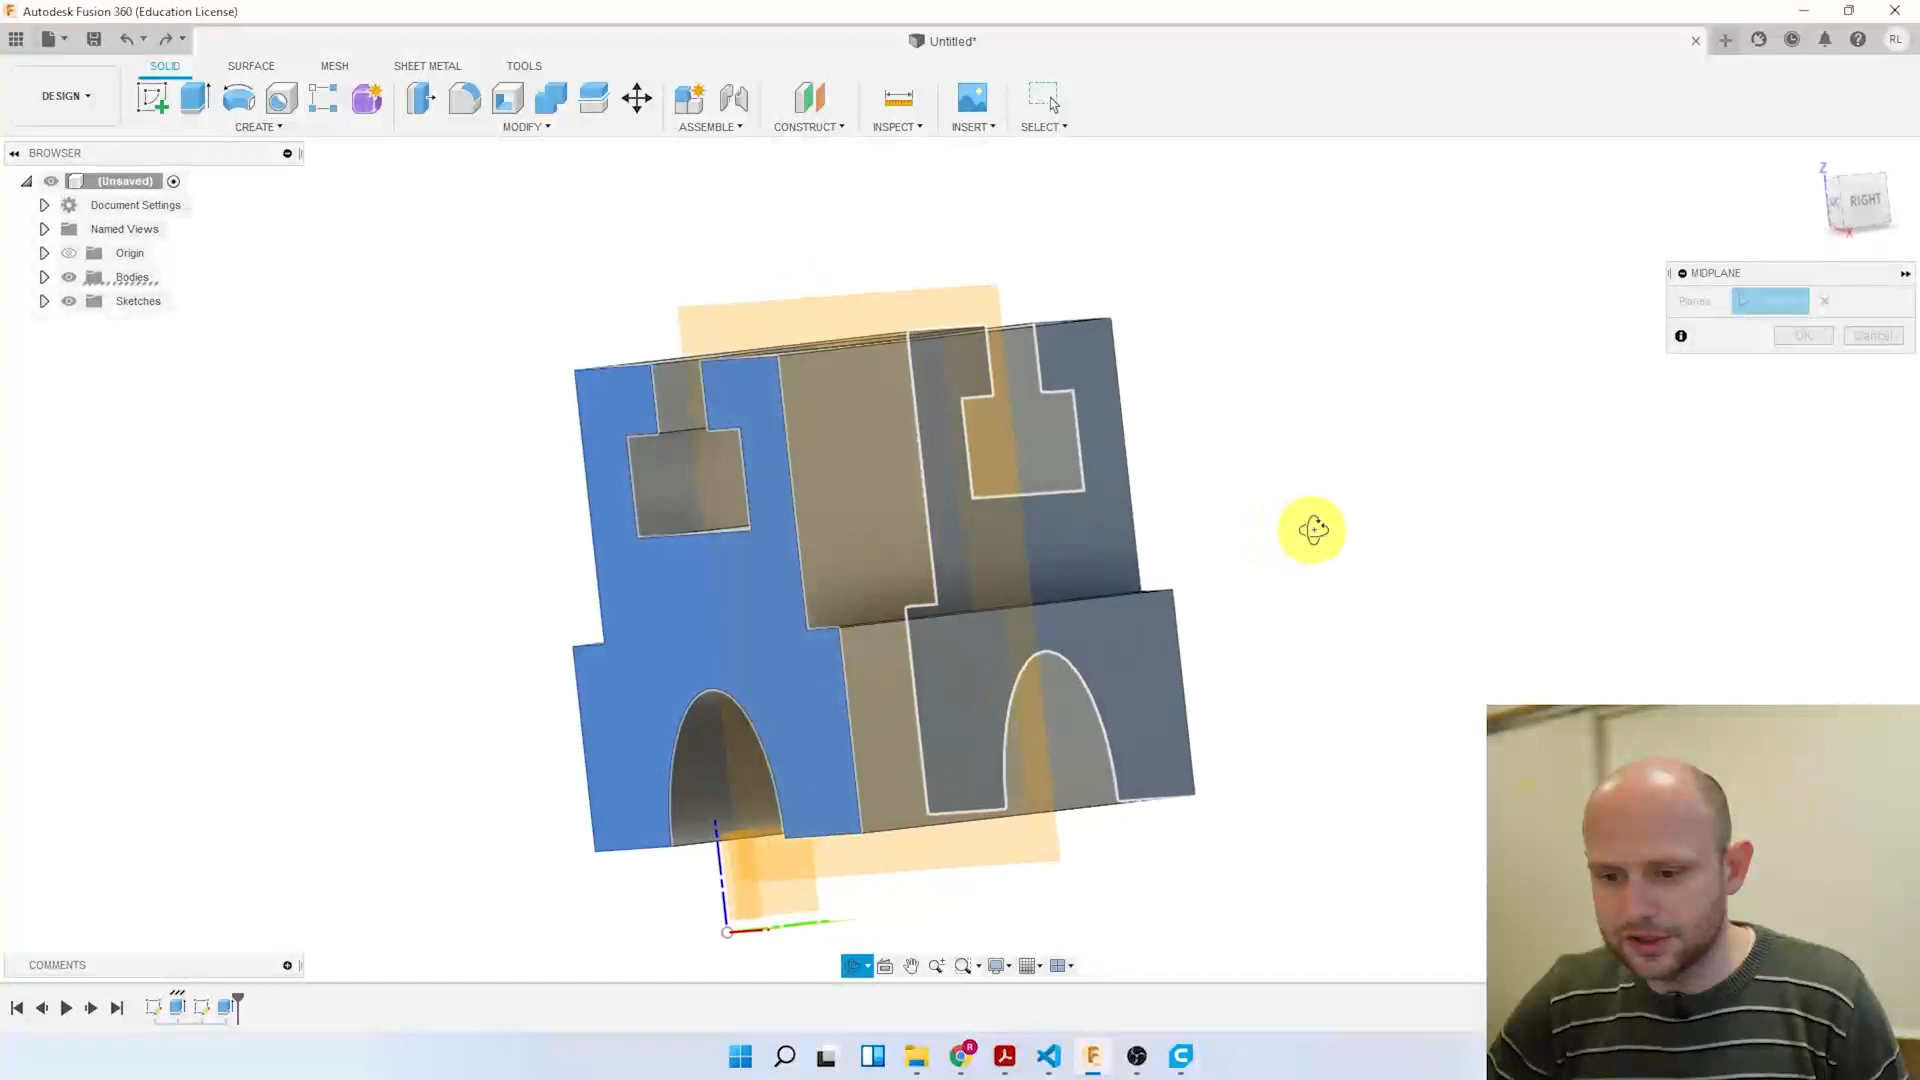 Autodesk Fusion 360 (Education License)
Untitled*
RL
DESIGN
SOLID
SURFACE
MESH
SHEET METAL
TOOLS
CREATE
MODIFY
ASSEMBLE
CONSTRUCT
INSPECT
INSERT
SELECT
BROWSER
(Unsaved)
Document Settings
Named Views
Origin
Bodies
Sketches
Z
RIGHT
X
MIDPLANE
Planes
OK
Cancel
COMMENTS